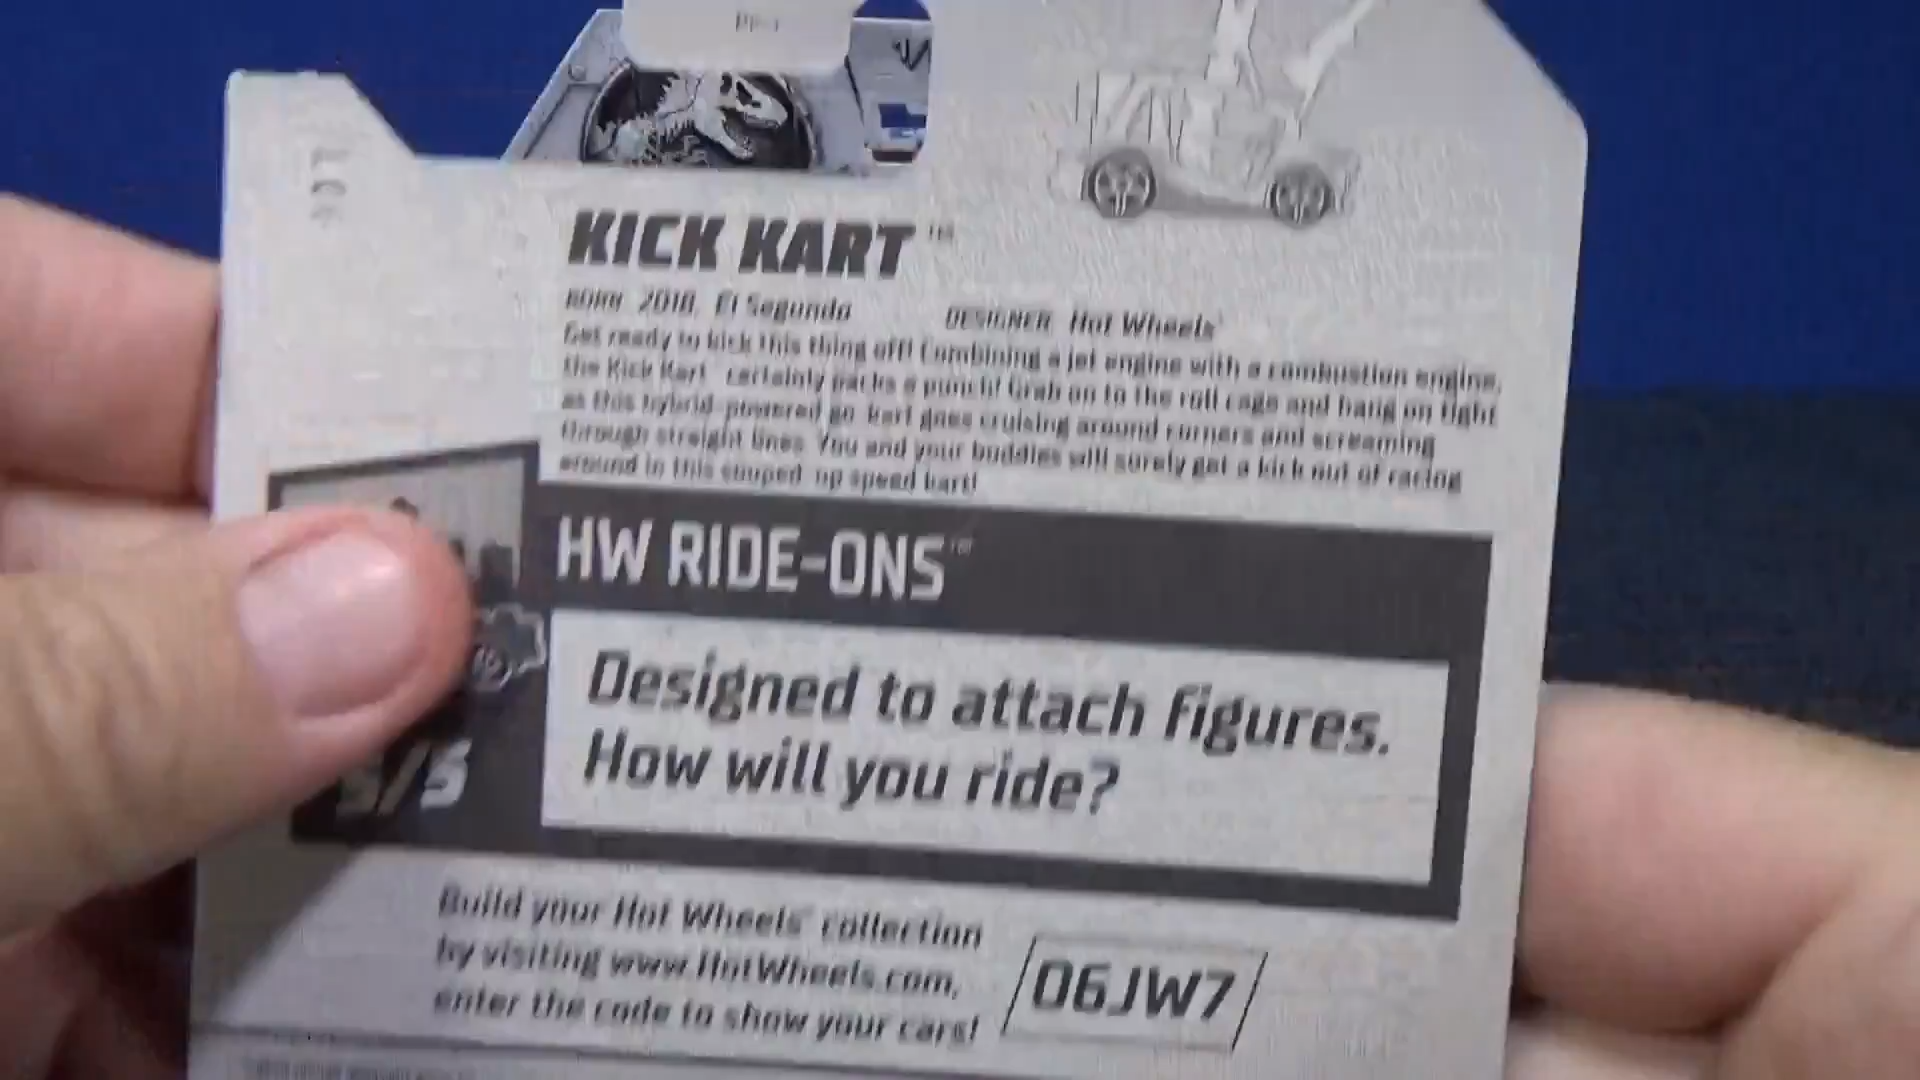 KICK KART™
BORN: 2018, El Segundo
DESIGNER: Hot Wheels®
Get ready to kick this thing off! Combining a jet engine with a combustion engine,
the Kick Kart™ certainly packs a punch! Grab on to the roll cage and hang on tight
as this hybrid-powered go-kart goes cruising around corners and screaming
through straight lines. You and your buddies will surely get a kick out of racing
around in this souped-up speed kart!
HW RIDE-ONS™
Designed to attach figures.
How will you ride?
5/5
Build your Hot Wheels® collection
by visiting www.HotWheels.com,
enter the code to show your cars!
06JW7